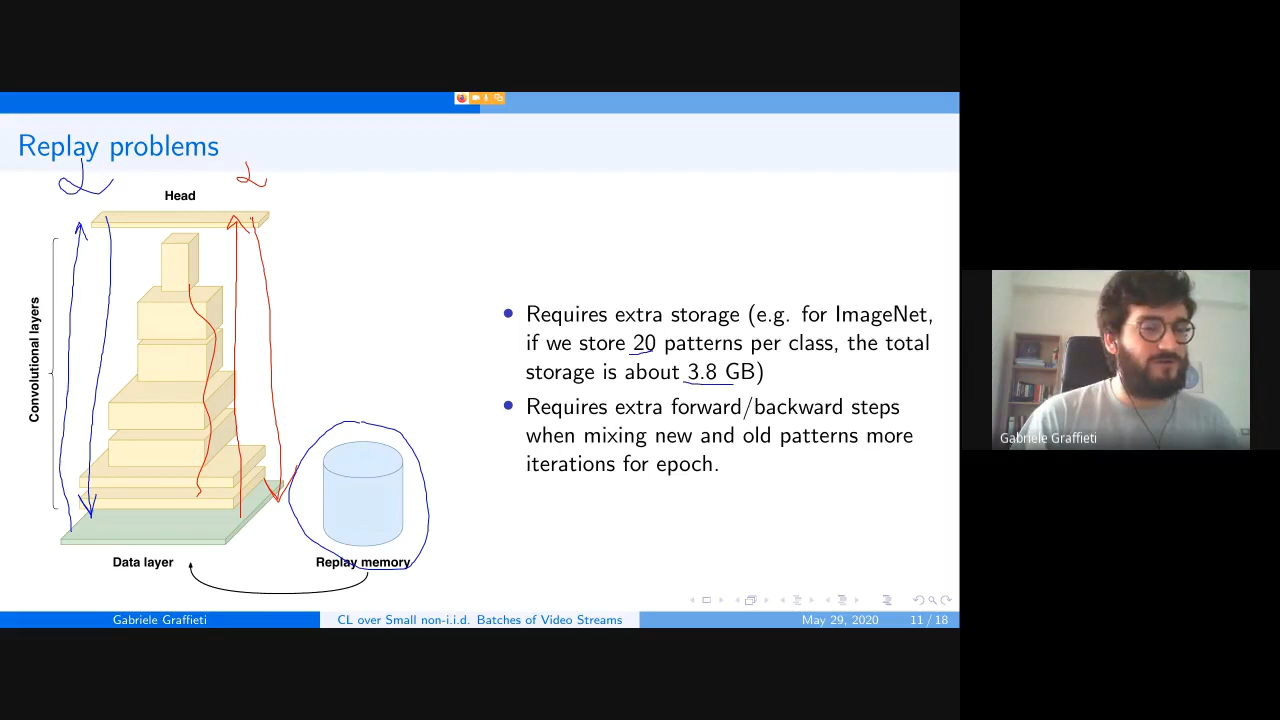 Replay problems
Head
Convolutional layers
Data layer
Replay memory
Requires extra storage (e.g. for ImageNet,
if we store 20 patterns per class, the total
storage is about 3.8 GB)
Requires extra forward/backward steps
when mixing new and old patterns more
iterations for epoch.
Gabriele Graffieti
CL over Small non-i.i.d. Batches of Video Streams
May 29, 2020
11 / 18
Gabriele Graffieti